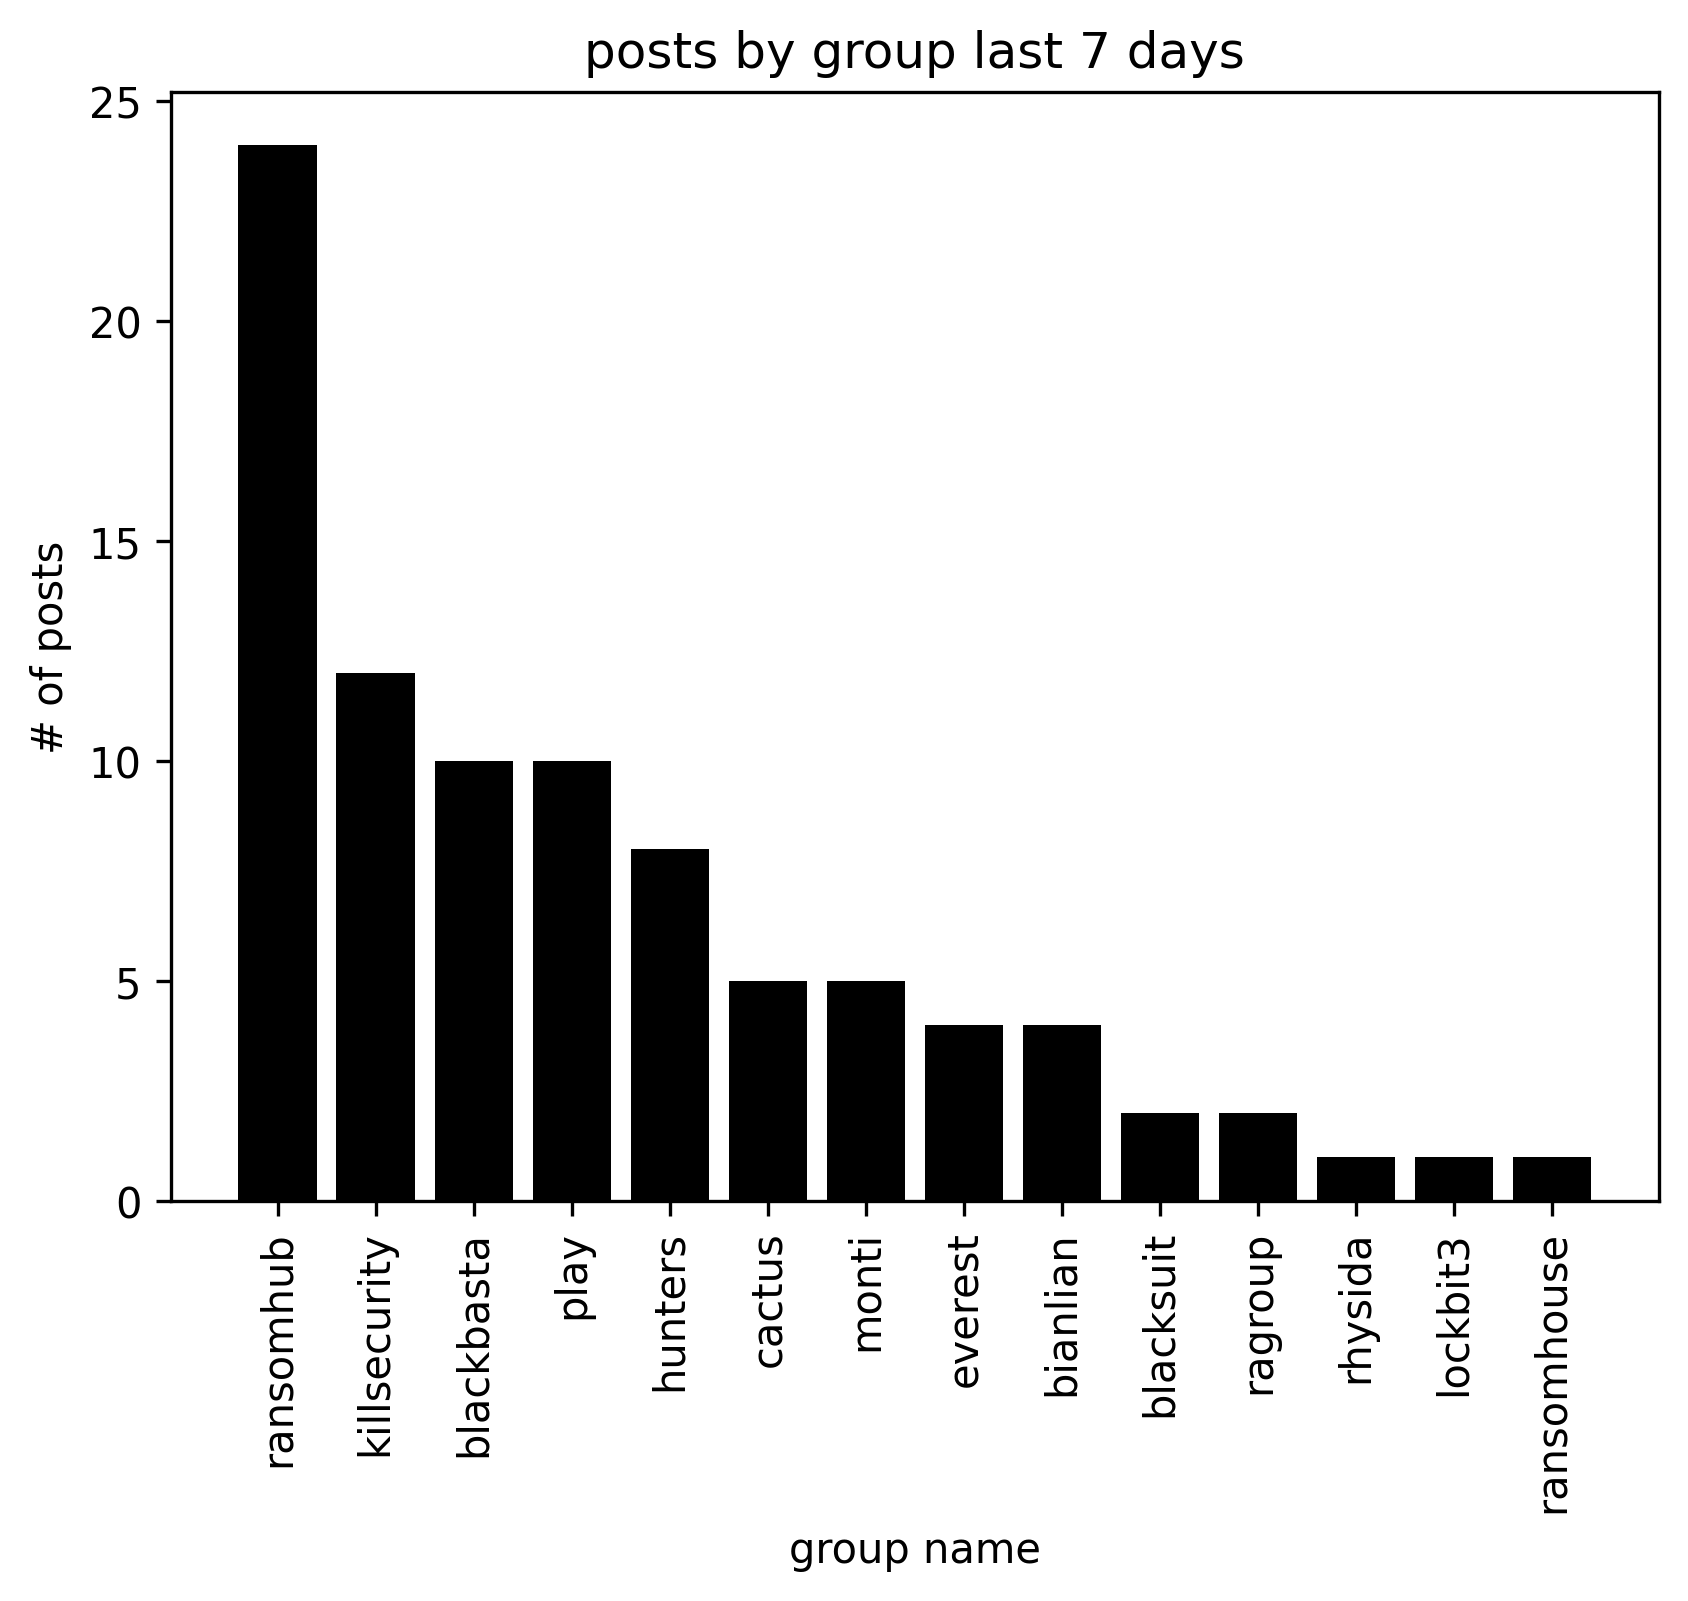 posts by group last 7 days
25
20
15
10
5
0
# of posts
ransomhub
killsecurity
blackbasta
play
hunters
cactus
monti
everest
bianlian
blacksuit
ragroup
rhysida
lockbit3
ransomhouse
group name